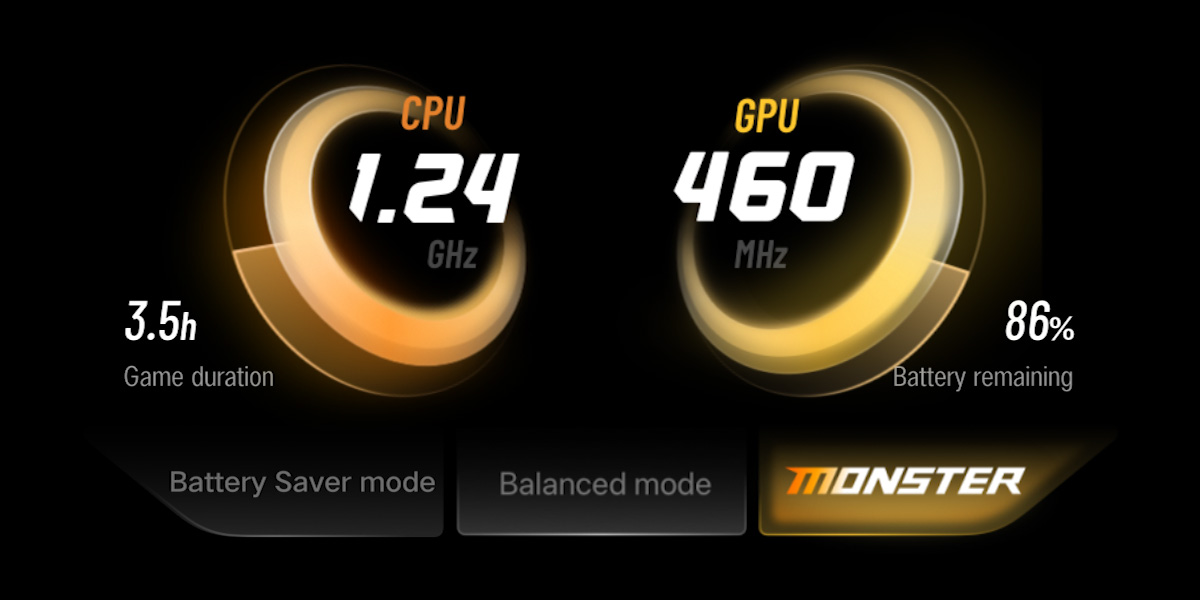 CPU
1.24
GHz
GPU
460
MHz
3.5h
Game duration
86%
Battery remaining
Battery Saver mode
Balanced mode
MONSTER